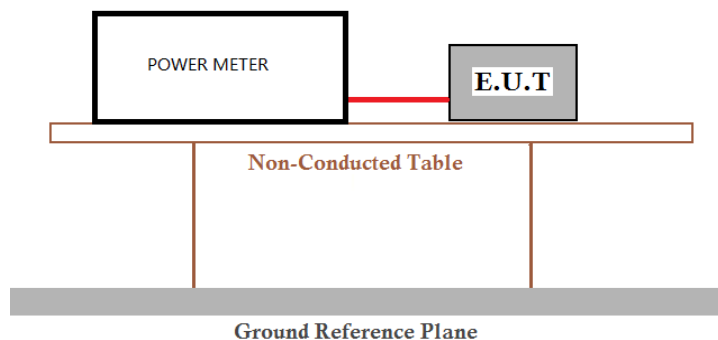 POWER METER
E.U.T
Non-Conducted Table
Ground Reference Plane